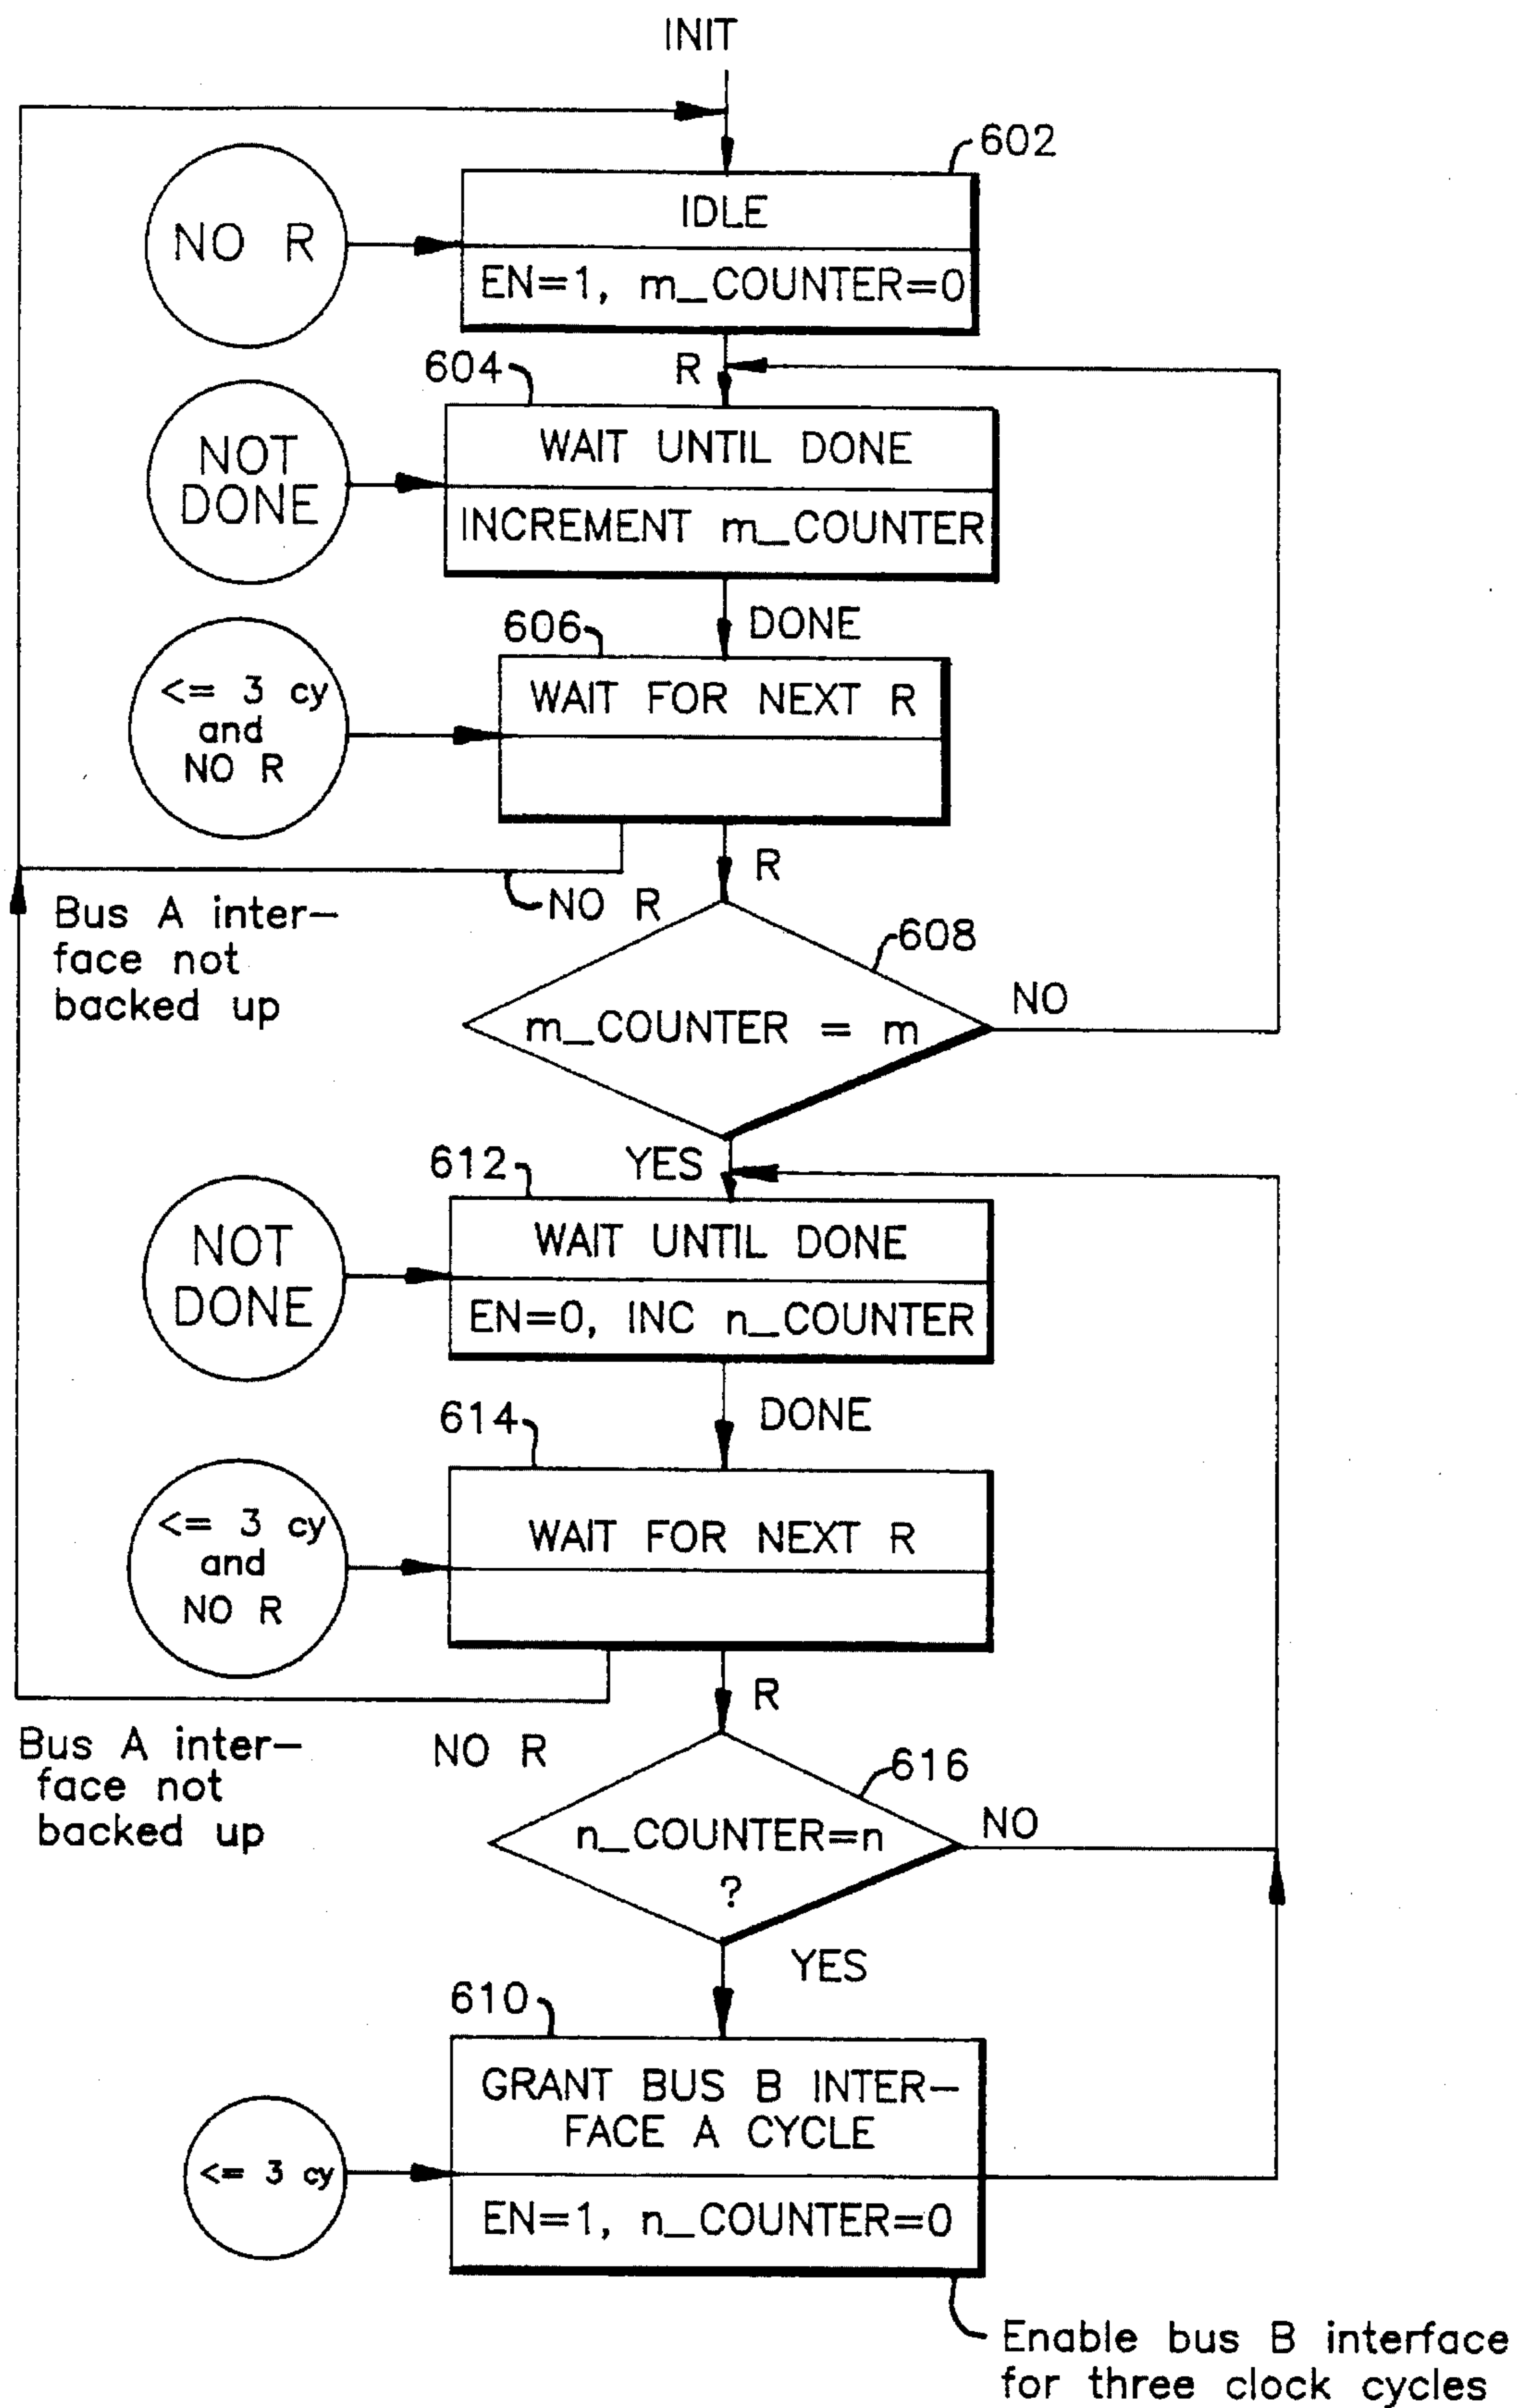 INIT
602
IDLE
NO R
EN=1, m_COUNTER=0
604
R
WAIT UNTIL DONE
NOT
DONE
INCREMENT m_COUNTER
606
DONE
<= 3 cy
and
NO R
WAIT FOR NEXT R
R
NO R
Bus A inter–
face not
backed up
608
m_COUNTER = m
NO
YES
612
WAIT UNTIL DONE
NOT
DONE
EN=0, INC n_COUNTER
DONE
614
<= 3 cy
and
NO R
WAIT FOR NEXT R
R
NO R
Bus A inter–
face not
backed up
616
n_COUNTER=n
?
NO
YES
610
GRANT BUS B INTER–
FACE A CYCLE
<= 3 cy
EN=1, n_COUNTER=0
Enable bus B interface
for three clock cycles